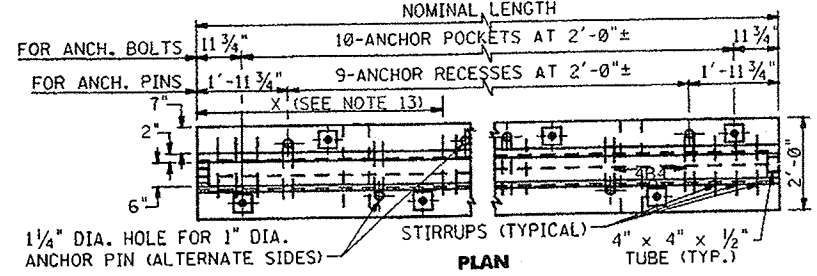 NOMINAL LENGTH
FOR ANCH. BOLTS 11 3/4" 10-ANCHOR POCKETS AT 2'-0"± 11 3/4"
FOR ANCH. PINS 1'-11 3/4" 9-ANCHOR RECESSES AT 2'-0"± 1'-11 3/4"
X (SEE NOTE 13)
7"
2"
6"
4B4
2'-0"
1 1/4" DIA. HOLE FOR 1" DIA.
ANCHOR PIN (ALTERNATE SIDES)
STIRRUPS (TYPICAL)
4" x 4" x 1/2"
TUBE (TYP.)
PLAN